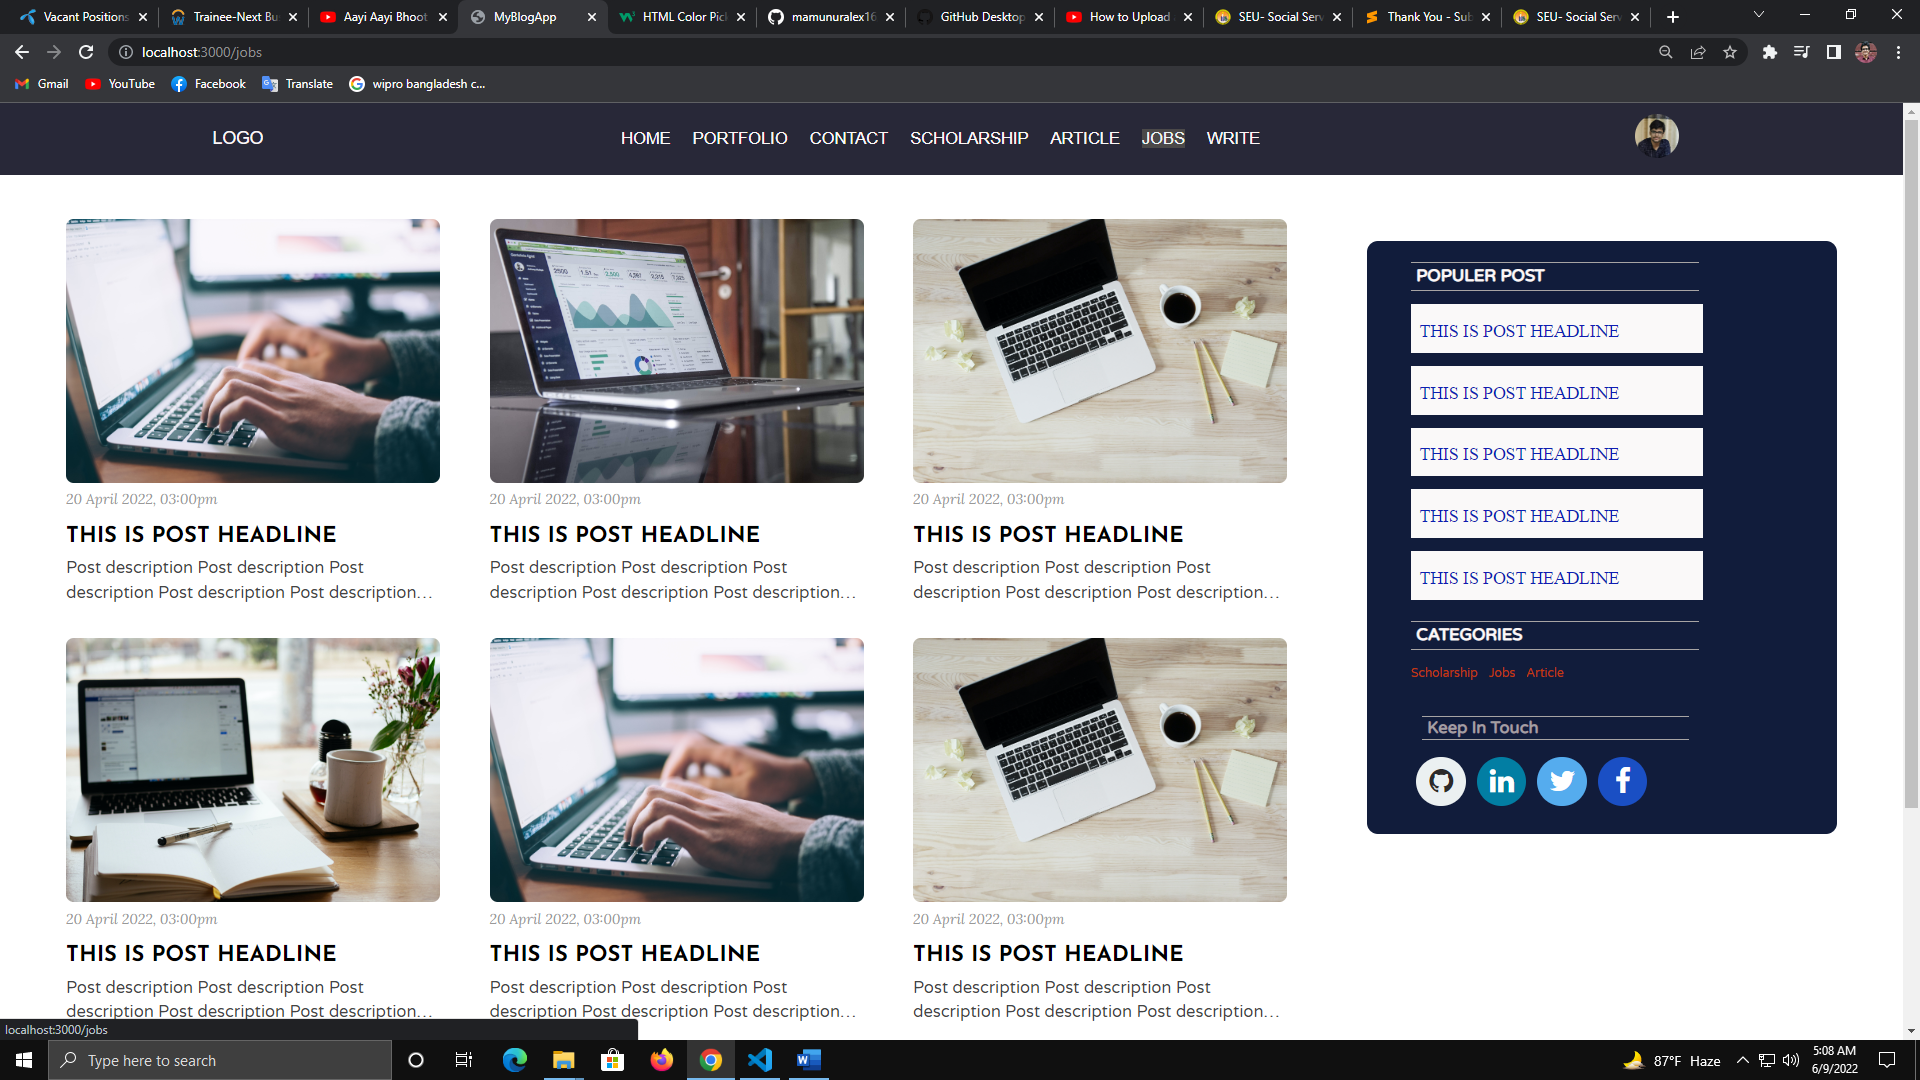 Vacant Positions
Trainee-Next Bu
Aayi Aayi Bhoot
MyBlogApp
HTML Color Pic
mamunuralex16
GitHub Desktop
How to Upload
SEU- Social Serv
Thank You - Sub
SEU- Social Serv
localhost:3000/jobs
Gmail
YouTube
Facebook
Translate
wipro bangladesh c...
LOGO
HOME
PORTFOLIO
CONTACT
SCHOLARSHIP
ARTICLE
JOBS
WRITE
20 April 2022, 03:00pm
THIS IS POST HEADLINE
Post description Post description Post
description Post description Post description…
20 April 2022, 03:00pm
THIS IS POST HEADLINE
Post description Post description Post
description Post description Post description…
20 April 2022, 03:00pm
THIS IS POST HEADLINE
Post description Post description Post
description Post description Post description…
20 April 2022, 03:00pm
THIS IS POST HEADLINE
Post description Post description Post
description Post description Post description…
20 April 2022, 03:00pm
THIS IS POST HEADLINE
Post description Post description Post
description Post description Post description…
20 April 2022, 03:00pm
THIS IS POST HEADLINE
Post description Post description Post
description Post description Post description…
POPULER POST
THIS IS POST HEADLINE
THIS IS POST HEADLINE
THIS IS POST HEADLINE
THIS IS POST HEADLINE
THIS IS POST HEADLINE
CATEGORIES
Scholarship Jobs Article
Keep In Touch
localhost:3000/jobs
Type here to search
87°F Haze
5:08 AM
6/9/2022